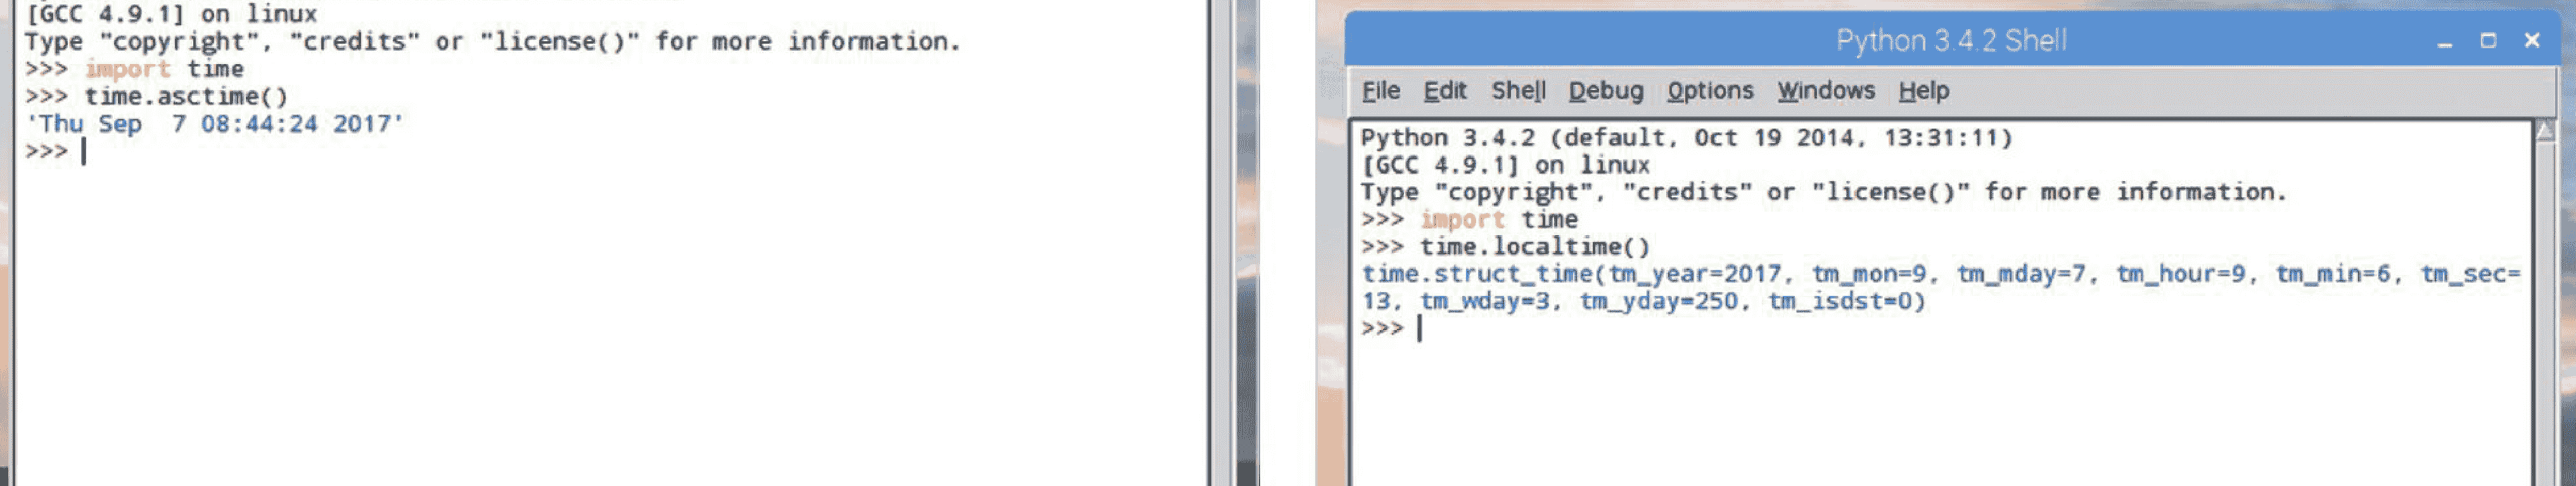 [GCC 4.9.1] on linux
Type "copyright", "credits" or "license()" for more information.
>>> import time
>>> time.asctime()
'Thu Sep  7 08:44:24 2017'
>>>
Python 3.4.2 Shell
File Edit Shell Debug Options Windows Help
Python 3.4.2 (default, Oct 19 2014, 13:31:11)
[GCC 4.9.1] on linux
Type "copyright", "credits" or "license()" for more information.
>>> import time
>>> time.localtime()
time.struct_time(tm_year=2017, tm_mon=9, tm_mday=7, tm_hour=9, tm_min=6, tm_sec=
13, tm_wday=3, tm_yday=250, tm_isdst=0)
>>>